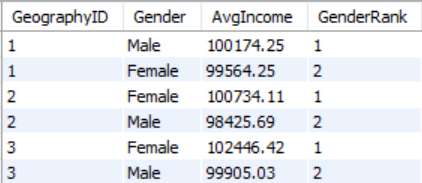 GeographyID Gender AvgIncome GenderRank
1 Male 100174.25 1
1 Female 99564.25 2
2 Female 100734.11 1
2 Male 98425.69 2
3 Female 102446.42 1
3 Male 99905.03 2